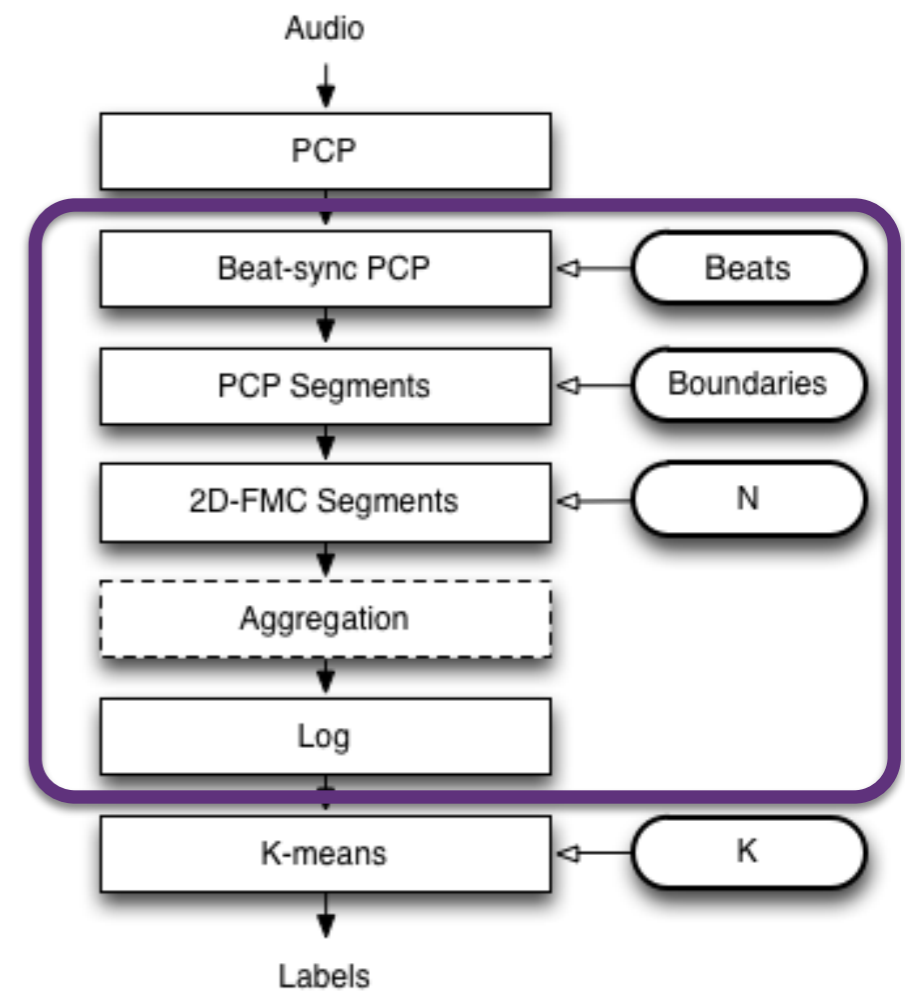 Audio
PCP
Beat-sync PCP
Beats
PCP Segments
Boundaries
2D-FMC Segments
N
Aggregation
Log
K-means
K
Labels